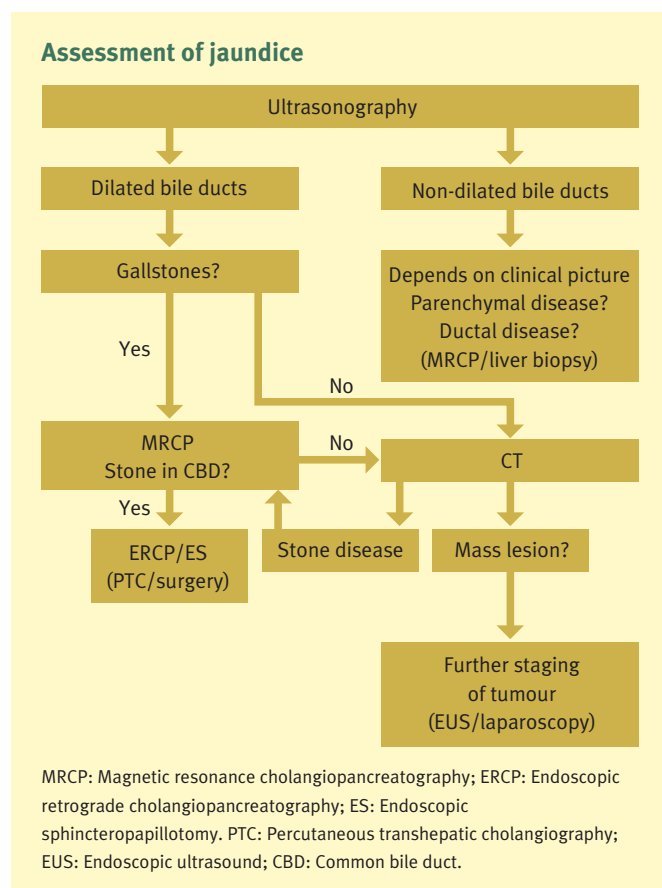 Assessment of jaundice
Ultrasonography
Dilated bile ducts
Non-dilated bile ducts
Gallstones?
Depends on clinical picture
Parenchymal disease?
Ductal disease?
(MRCP/liver biopsy)
Yes
No
MRCP
Stone in CBD?
No
CT
Yes
ERCP/ES
(PTC/surgery)
Stone disease
Mass lesion?
Further staging
of tumour
(EUS/laparoscopy)
MRCP: Magnetic resonance cholangiopancreatography; ERCP: Endoscopic
retrograde cholangiopancreatography; ES: Endoscopic
sphincteropapillotomy. PTC: Percutaneous transhepatic cholangiography;
EUS: Endoscopic ultrasound; CBD: Common bile duct.